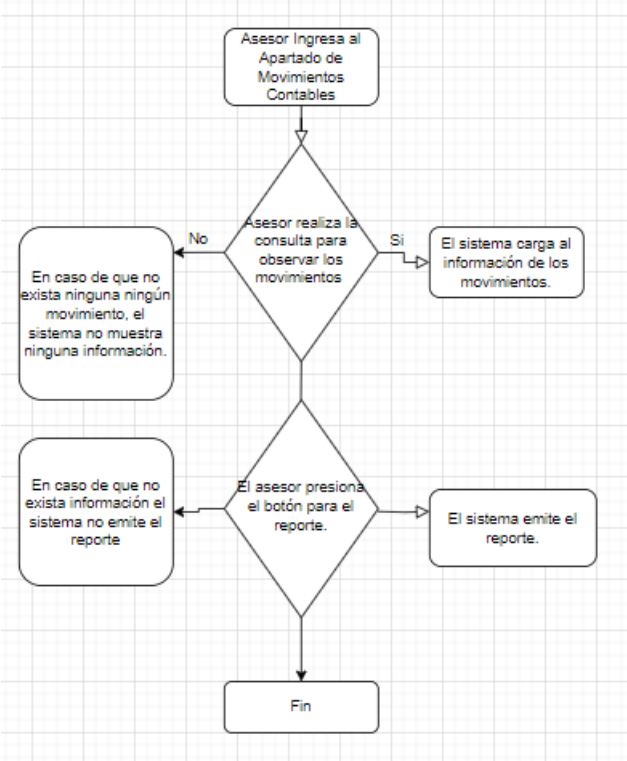 Asesor Ingresa al
Apartado de
Movimientos
Contables
Asesor realiza la
consulta para
observar los
movimientos
No
Si
En caso de que no
exista ninguna ningún
movimiento, el
sistema no muestra
ninguna información.
El sistema carga al
información de los
movimientos.
El asesor presiona
el botón para el
reporte.
En caso de que no
exista información el
sistema no emite el
reporte
El sistema emite el
reporte.
Fin